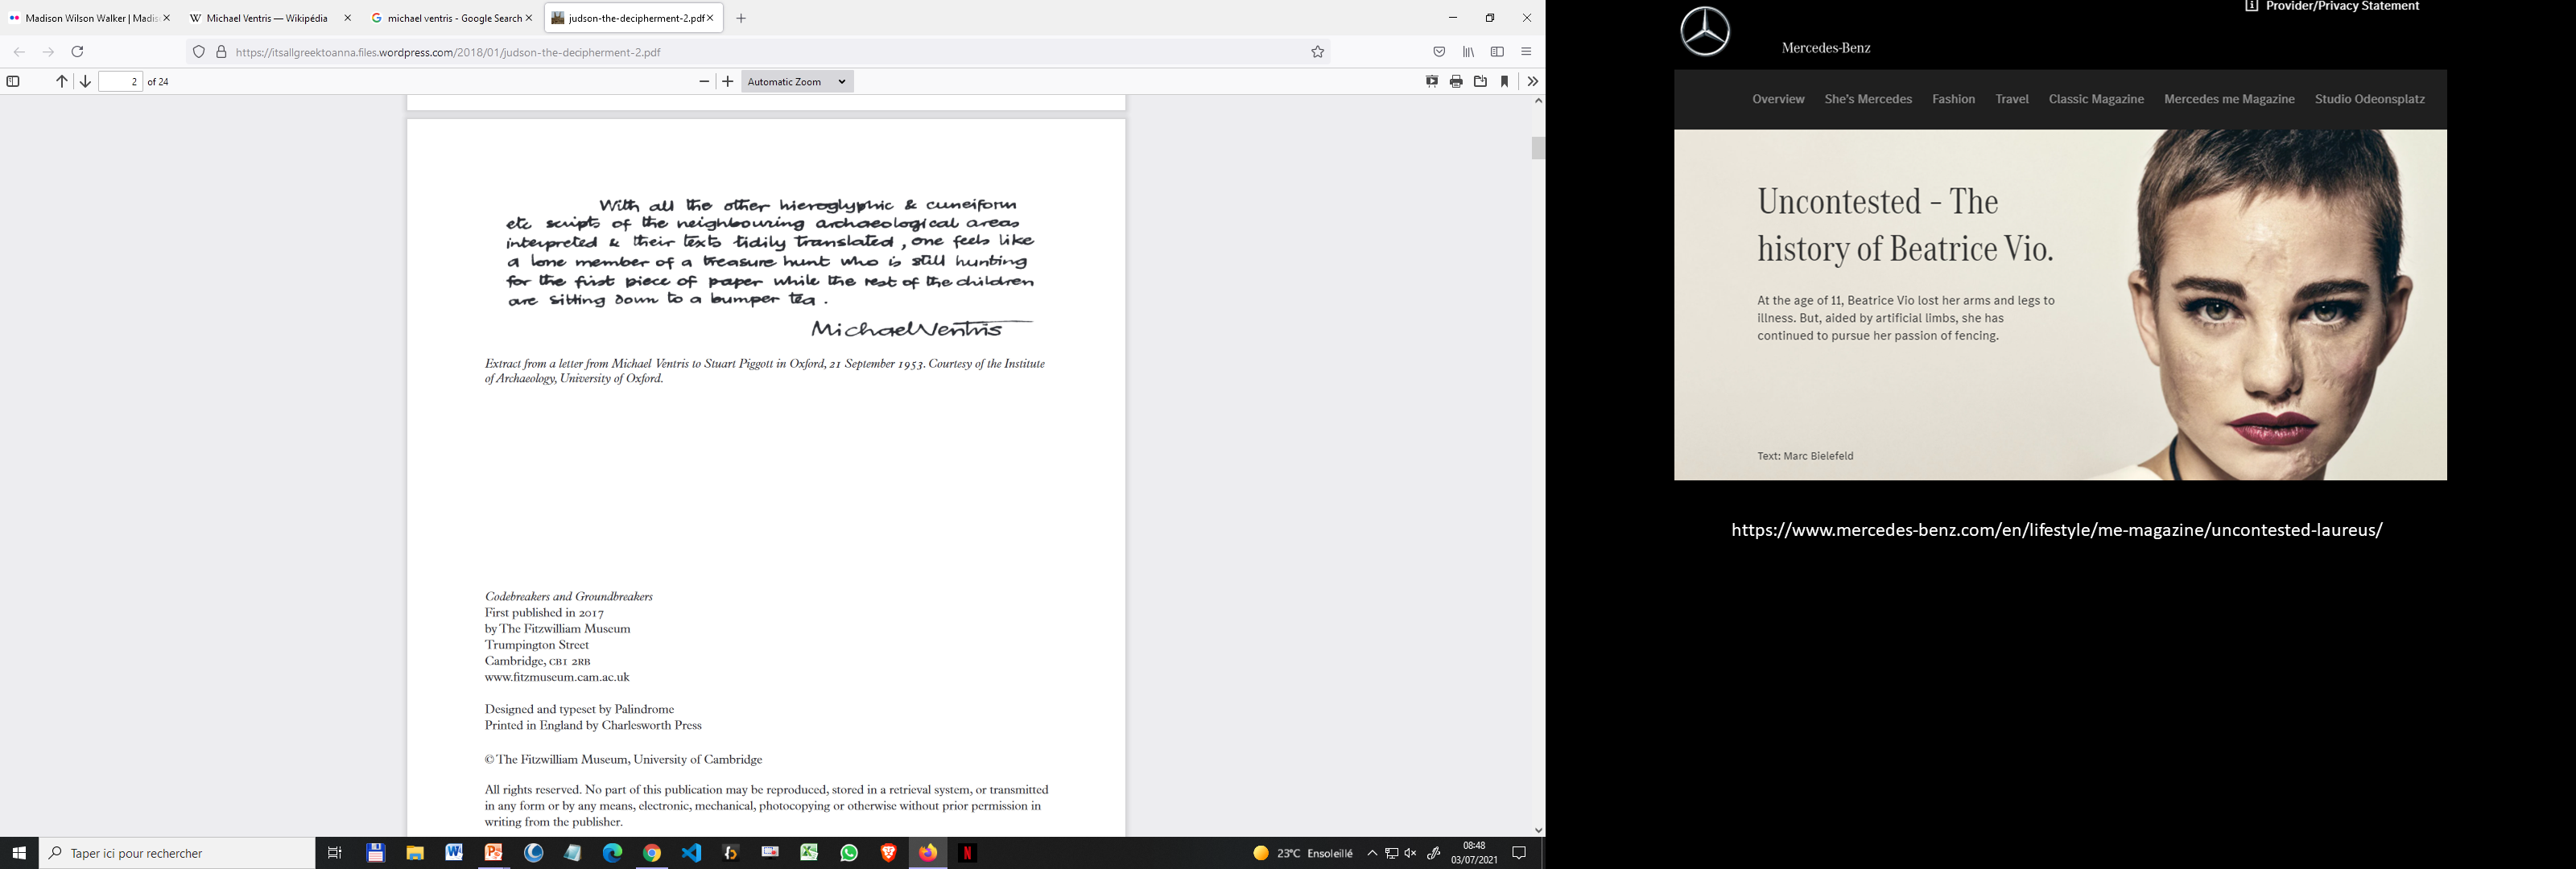 Madison Wilson Walker | Madis
Michael Ventris — Wikipédia
michael ventris - Google Search
judson-the-decipherment-2.pdf
https://itsallgreektoanna.files.wordpress.com/2018/01/judson-the-decipherment-2.pdf
2 of 24
Automatic Zoom
With all the other hieroglyphic & cuneiform
etc scripts of the neighbouring archaeological areas
interpreted & their texts tidily translated, one feels like
a lone member of a treasure hunt who is still hunting
for the first piece of paper while the rest of the children
are sitting down to a bumper tea.
Michael Ventris
Extract from a letter from Michael Ventris to Stuart Piggott in Oxford, 21 September 1953. Courtesy of the Institute
of Archaeology, University of Oxford.
Codebreakers and Groundbreakers
First published in 2017
by The Fitzwilliam Museum
Trumpington Street
Cambridge, CB1 2RB
www.fitzmuseum.cam.ac.uk
Designed and typeset by Palindrome
Printed in England by Charlesworth Press
© The Fitzwilliam Museum, University of Cambridge
All rights reserved. No part of this publication may be reproduced, stored in a retrieval system, or transmitted
in any form or by any means, electronic, mechanical, photocopying or otherwise without prior permission in
writing from the publisher.
Taper ici pour rechercher
23°C Ensoleillé
08:48
03/07/2021
Provider/Privacy Statement
Mercedes-Benz
Overview She's Mercedes Fashion Travel Classic Magazine Mercedes me Magazine Studio Odeonsplatz
Uncontested – The
history of Beatrice Vio.
At the age of 11, Beatrice Vio lost her arms and legs to
illness. But, aided by artificial limbs, she has
continued to pursue her passion of fencing.
Text: Marc Bielefeld
https://www.mercedes-benz.com/en/lifestyle/me-magazine/uncontested-laureus/